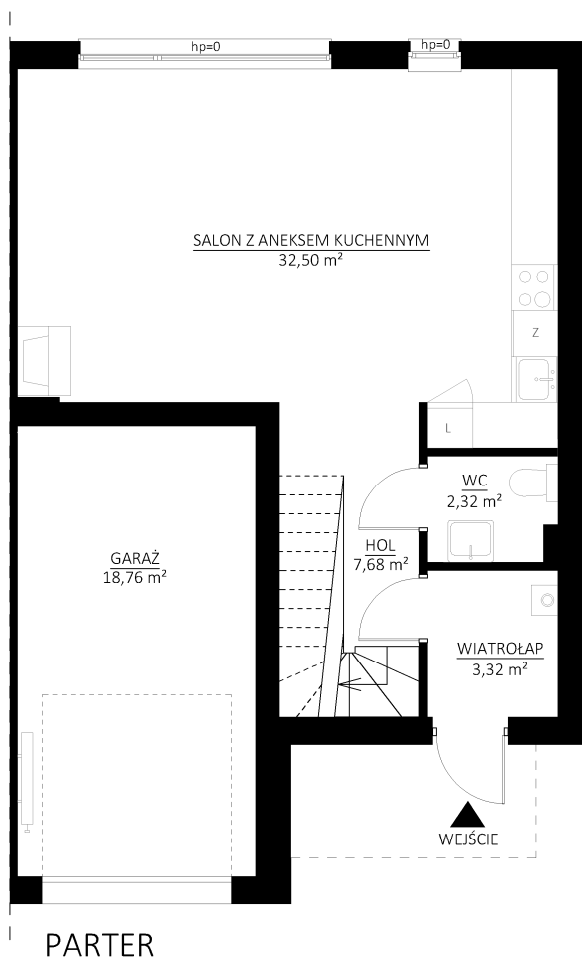 hp=0
hp=0
SALON Z ANEKSEM KUCHENNYM
32,50 m²
Z
L
WC
2,32 m²
HOL
7,68 m²
GARAŻ
18,76 m²
WIATROŁAP
3,32 m²
WEJŚCIE
PARTER